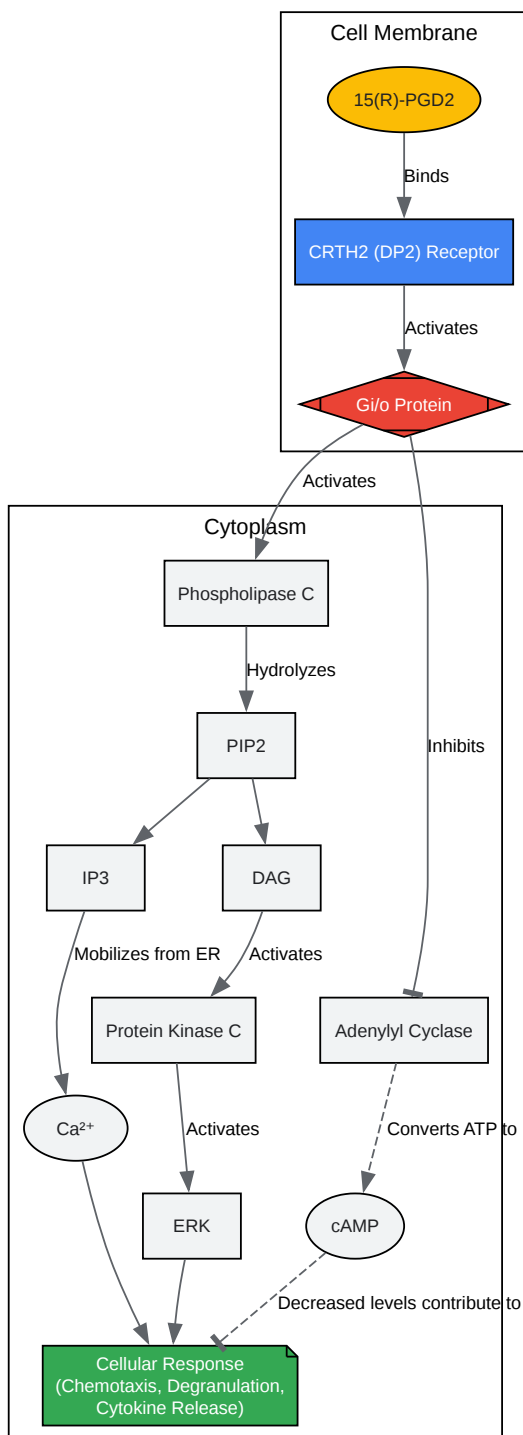 Cell Membrane
15(R)-PGD2
Binds
CRTH2 (DP2) Receptor
Activates
Gi/o Protein
Activates
Cytoplasm
Phospholipase C
Hydrolyzes
PIP2
Inhibits
IP3
DAG
Mobilizes from ER
Activates
Protein Kinase C
Adenylyl Cyclase
Ca²⁺
Activates
Converts ATP to
ERK
cAMP
Decreased levels contribute to
Cellular Response
(Chemotaxis, Degranulation,
Cytokine Release)